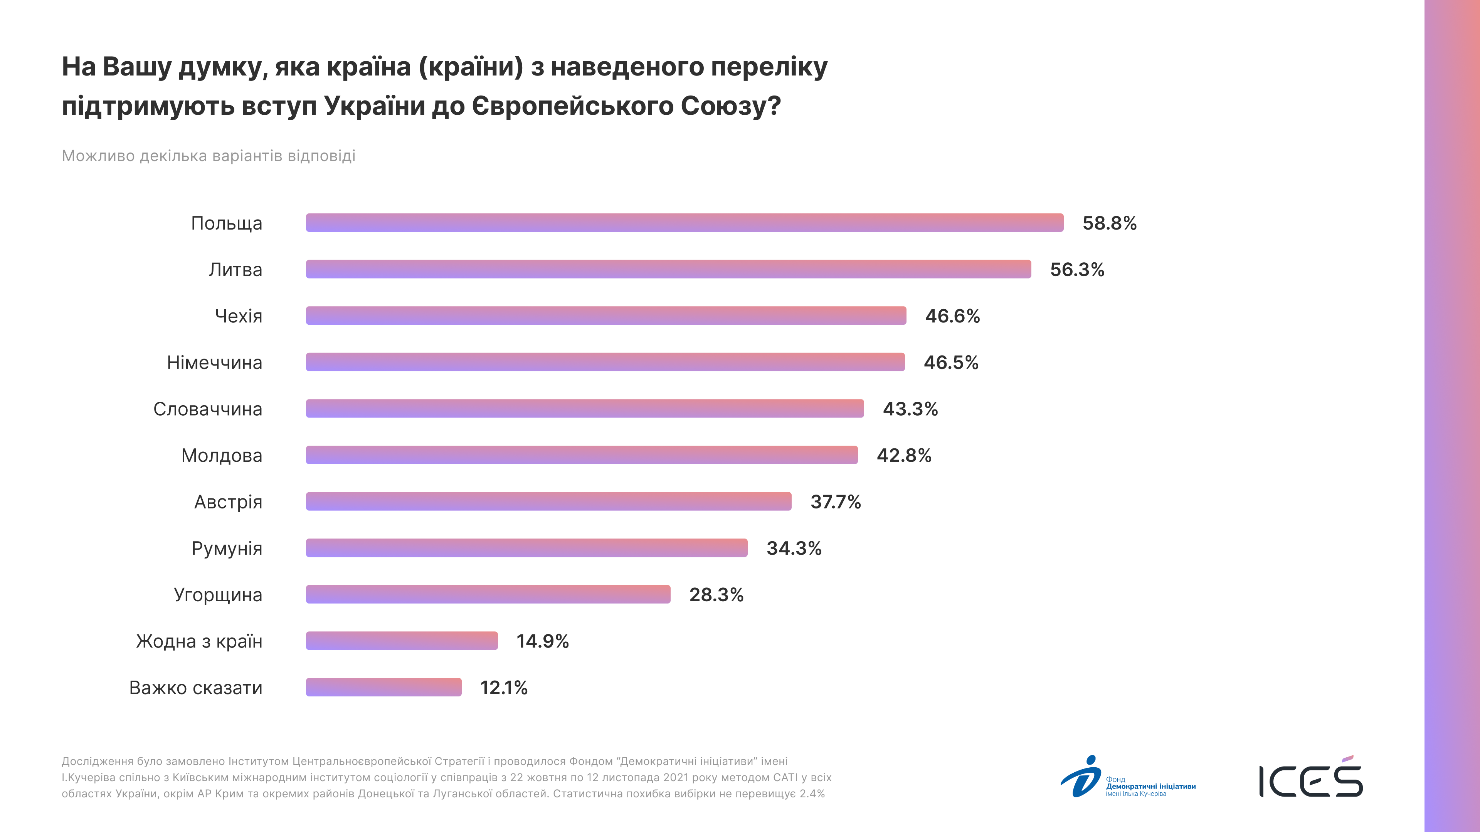 На Вашу думку, яка країна (країни) з наведеного переліку
підтримують вступ України до Європейського Союзу?
Можливо декілька варіантів відповіді
Польща 58.8%
Литва 56.3%
Чехія 46.6%
Німеччина 46.5%
Словаччина 43.3%
Молдова 42.8%
Австрія 37.7%
Румунія 34.3%
Угорщина 28.3%
Жодна з країн 14.9%
Важко сказати 12.1%
Дослідження було замовлено Інститутом Центральноєвропейської Стратегії і проводилося Фондом "Демократичні ініціативи" імені
І.Кучеріва спільно з Київським міжнародним інститутом соціології у співпраців з 22 жовтня по 12 листопада 2021 року методом CATI у всіх
областях України, окрім АР Крим та окремих районів Донецької та Луганської областей. Статистична похибка вибірки не перевищує 2.4%
Фонд
Демократичні ініціативи
імені Ілька Кучеріва
ICEŚ